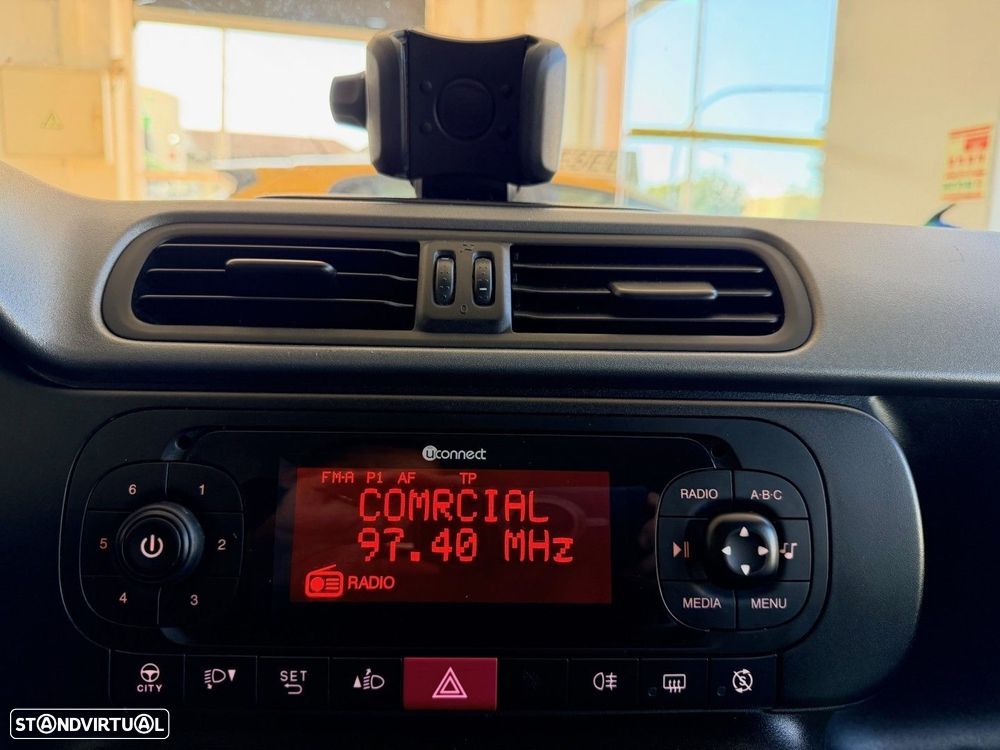 uconnect
FM-A P1 AF TP
COMRCIAL
97.40 MHz
RADIO
6 1
5 2
4 3
RADIO A·B·C
MEDIA MENU
0
CITY
SET
STANDVIRTUAL